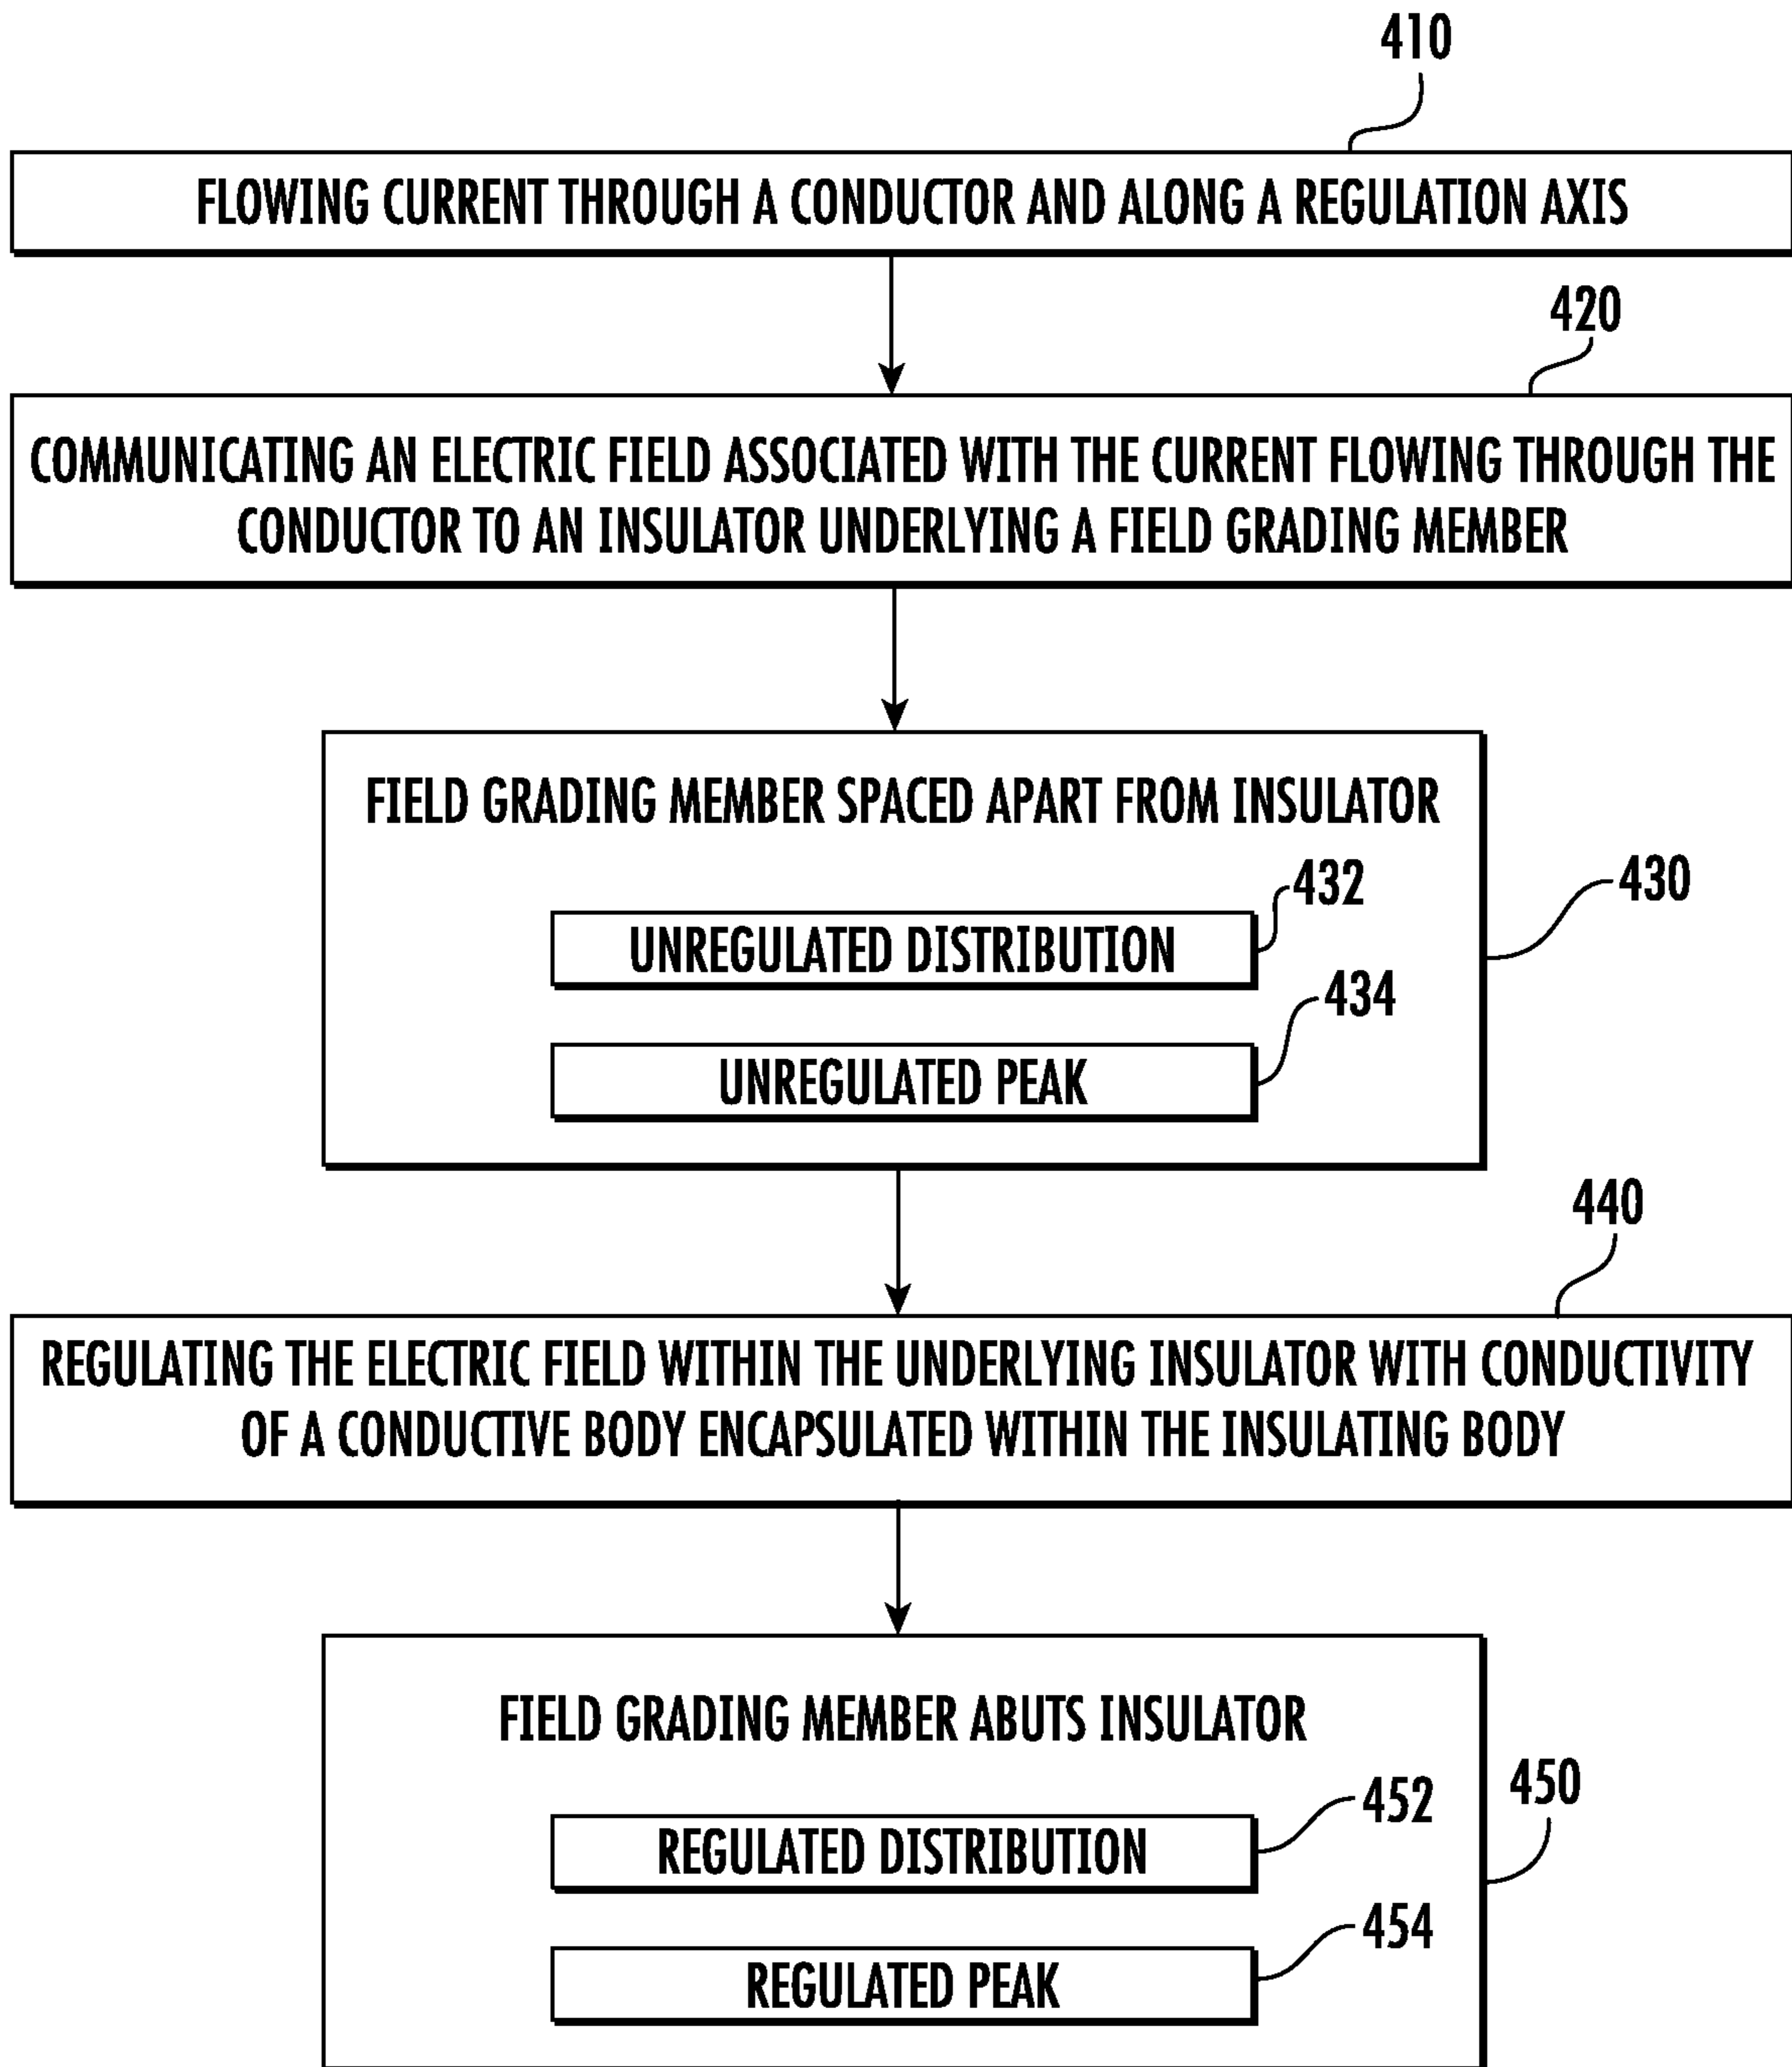 410
FLOWING CURRENT THROUGH A CONDUCTOR AND ALONG A REGULATION AXIS
420
COMMUNICATING AN ELECTRIC FIELD ASSOCIATED WITH THE CURRENT FLOWING THROUGH THE
CONDUCTOR TO AN INSULATOR UNDERLYING A FIELD GRADING MEMBER
FIELD GRADING MEMBER SPACED APART FROM INSULATOR
430
432
UNREGULATED DISTRIBUTION
434
UNREGULATED PEAK
440
REGULATING THE ELECTRIC FIELD WITHIN THE UNDERLYING INSULATOR WITH CONDUCTIVITY
OF A CONDUCTIVE BODY ENCAPSULATED WITHIN THE INSULATING BODY
FIELD GRADING MEMBER ABUTS INSULATOR
450
452
REGULATED DISTRIBUTION
454
REGULATED PEAK